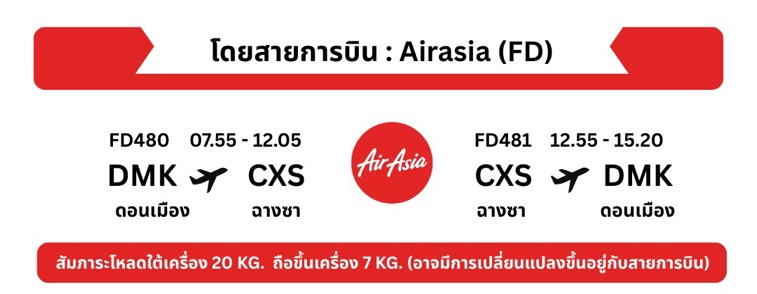 โดยสายการบิน : Airasia (FD)
FD480 07.55 - 12.05
DMK CXS
ดอนเมือง ฉางซา
AirAsia
FD481 12.55 - 15.20
CXS DMK
ฉางซา ดอนเมือง
สัมภาระโหลดใต้เครื่อง 20 KG. ถือขึ้นเครื่อง 7 KG. (อาจมีการเปลี่ยนแปลงขึ้นอยู่กับสายการบิน)